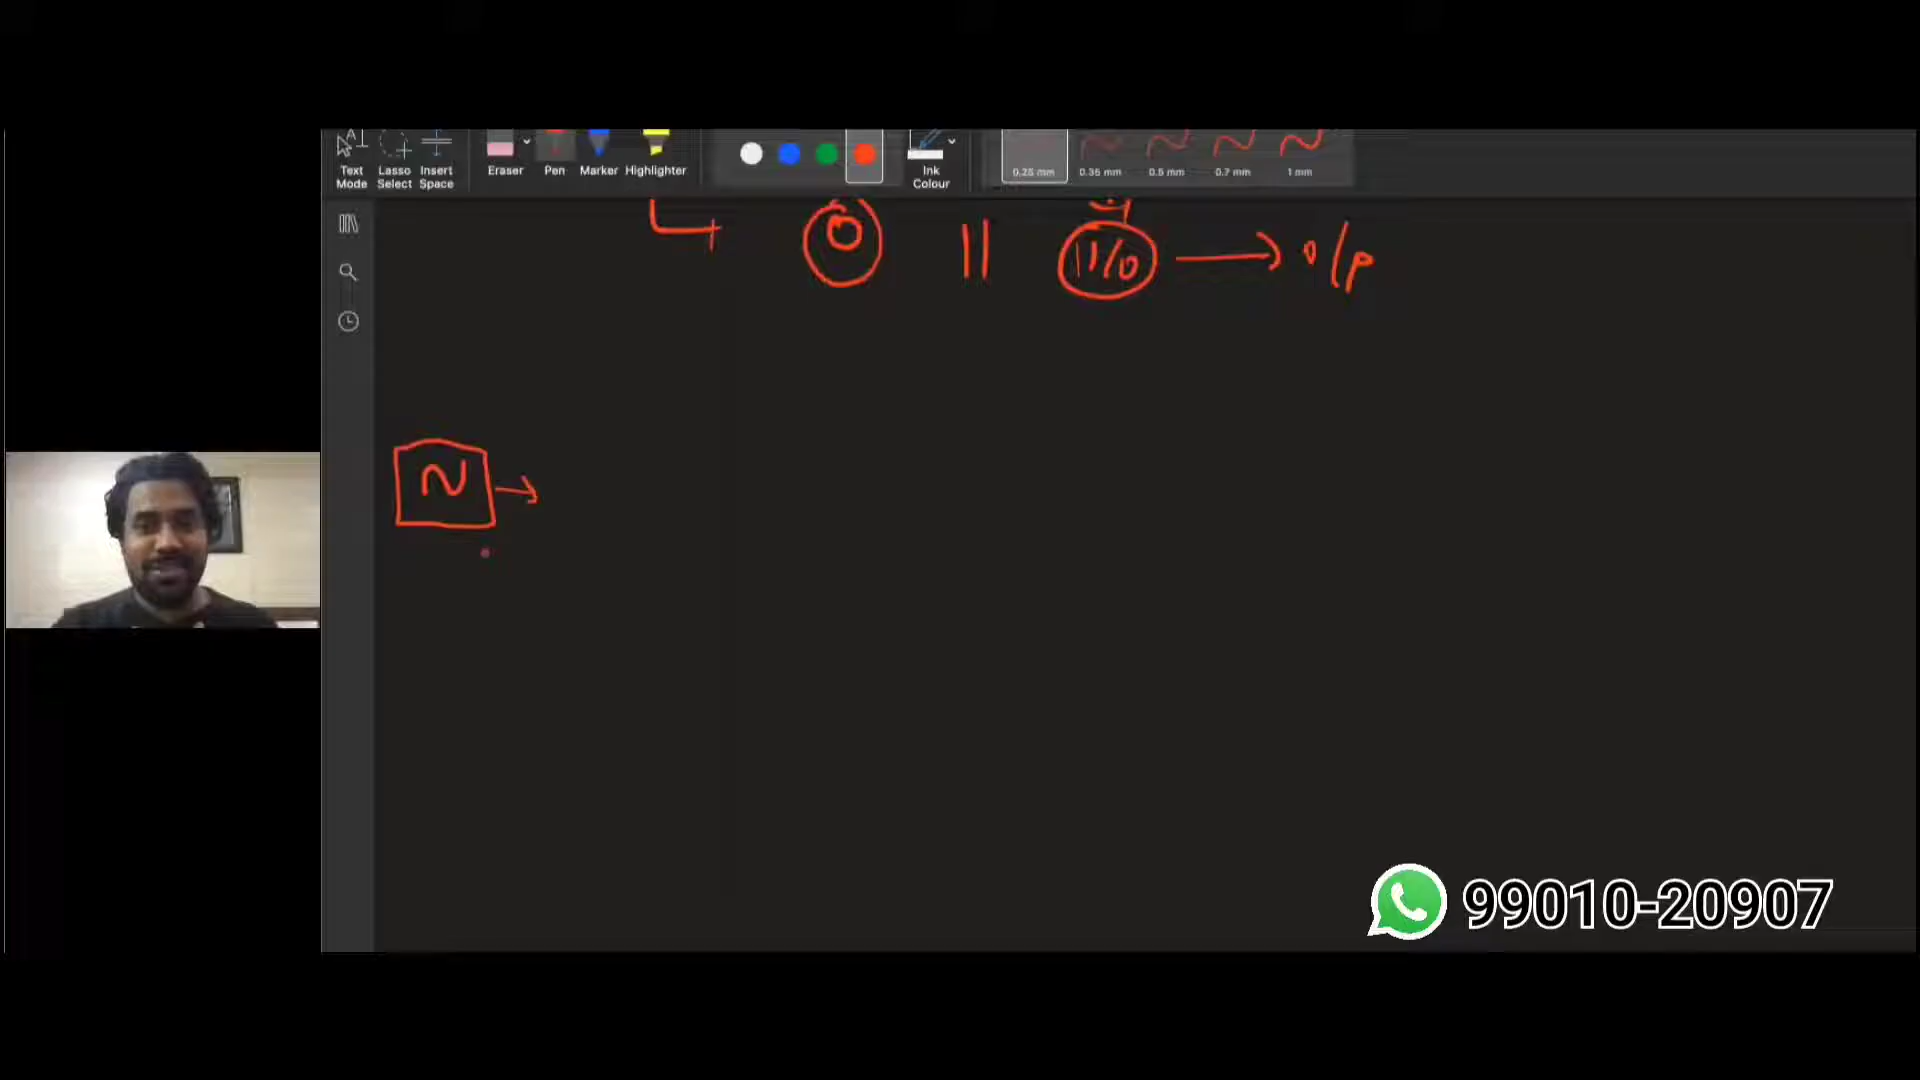 Text Mode
Lasso Select
Insert Space
Eraser
Pen
Marker
Highlighter
Ink Colour
0.25 mm
0.35 mm
0.5 mm
0.7 mm
1 mm
O || → O/P
N →
99010-20907